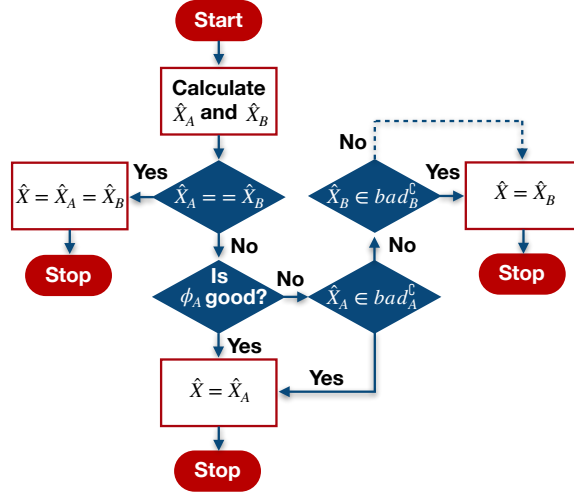 Start
Calculate
X̂_A and X̂_B
Yes
X̂ = X̂_A = X̂_B
X̂_A == X̂_B
No
X̂_B ∈ bad_B^∁
Yes
X̂ = X̂_B
Stop
No
Is
ϕ_A good?
No
X̂_A ∈ bad_A^∁
No
Stop
Yes
Yes
X̂ = X̂_A
Stop